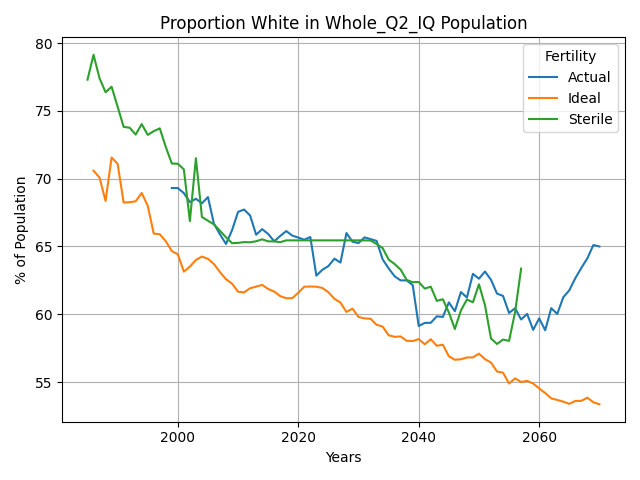 Proportion White in Whole_Q2_IQ Population
80
75
70
65
60
55
% of Population
2000
2020
2040
2060
Years
Fertility
Actual
Ideal
Sterile